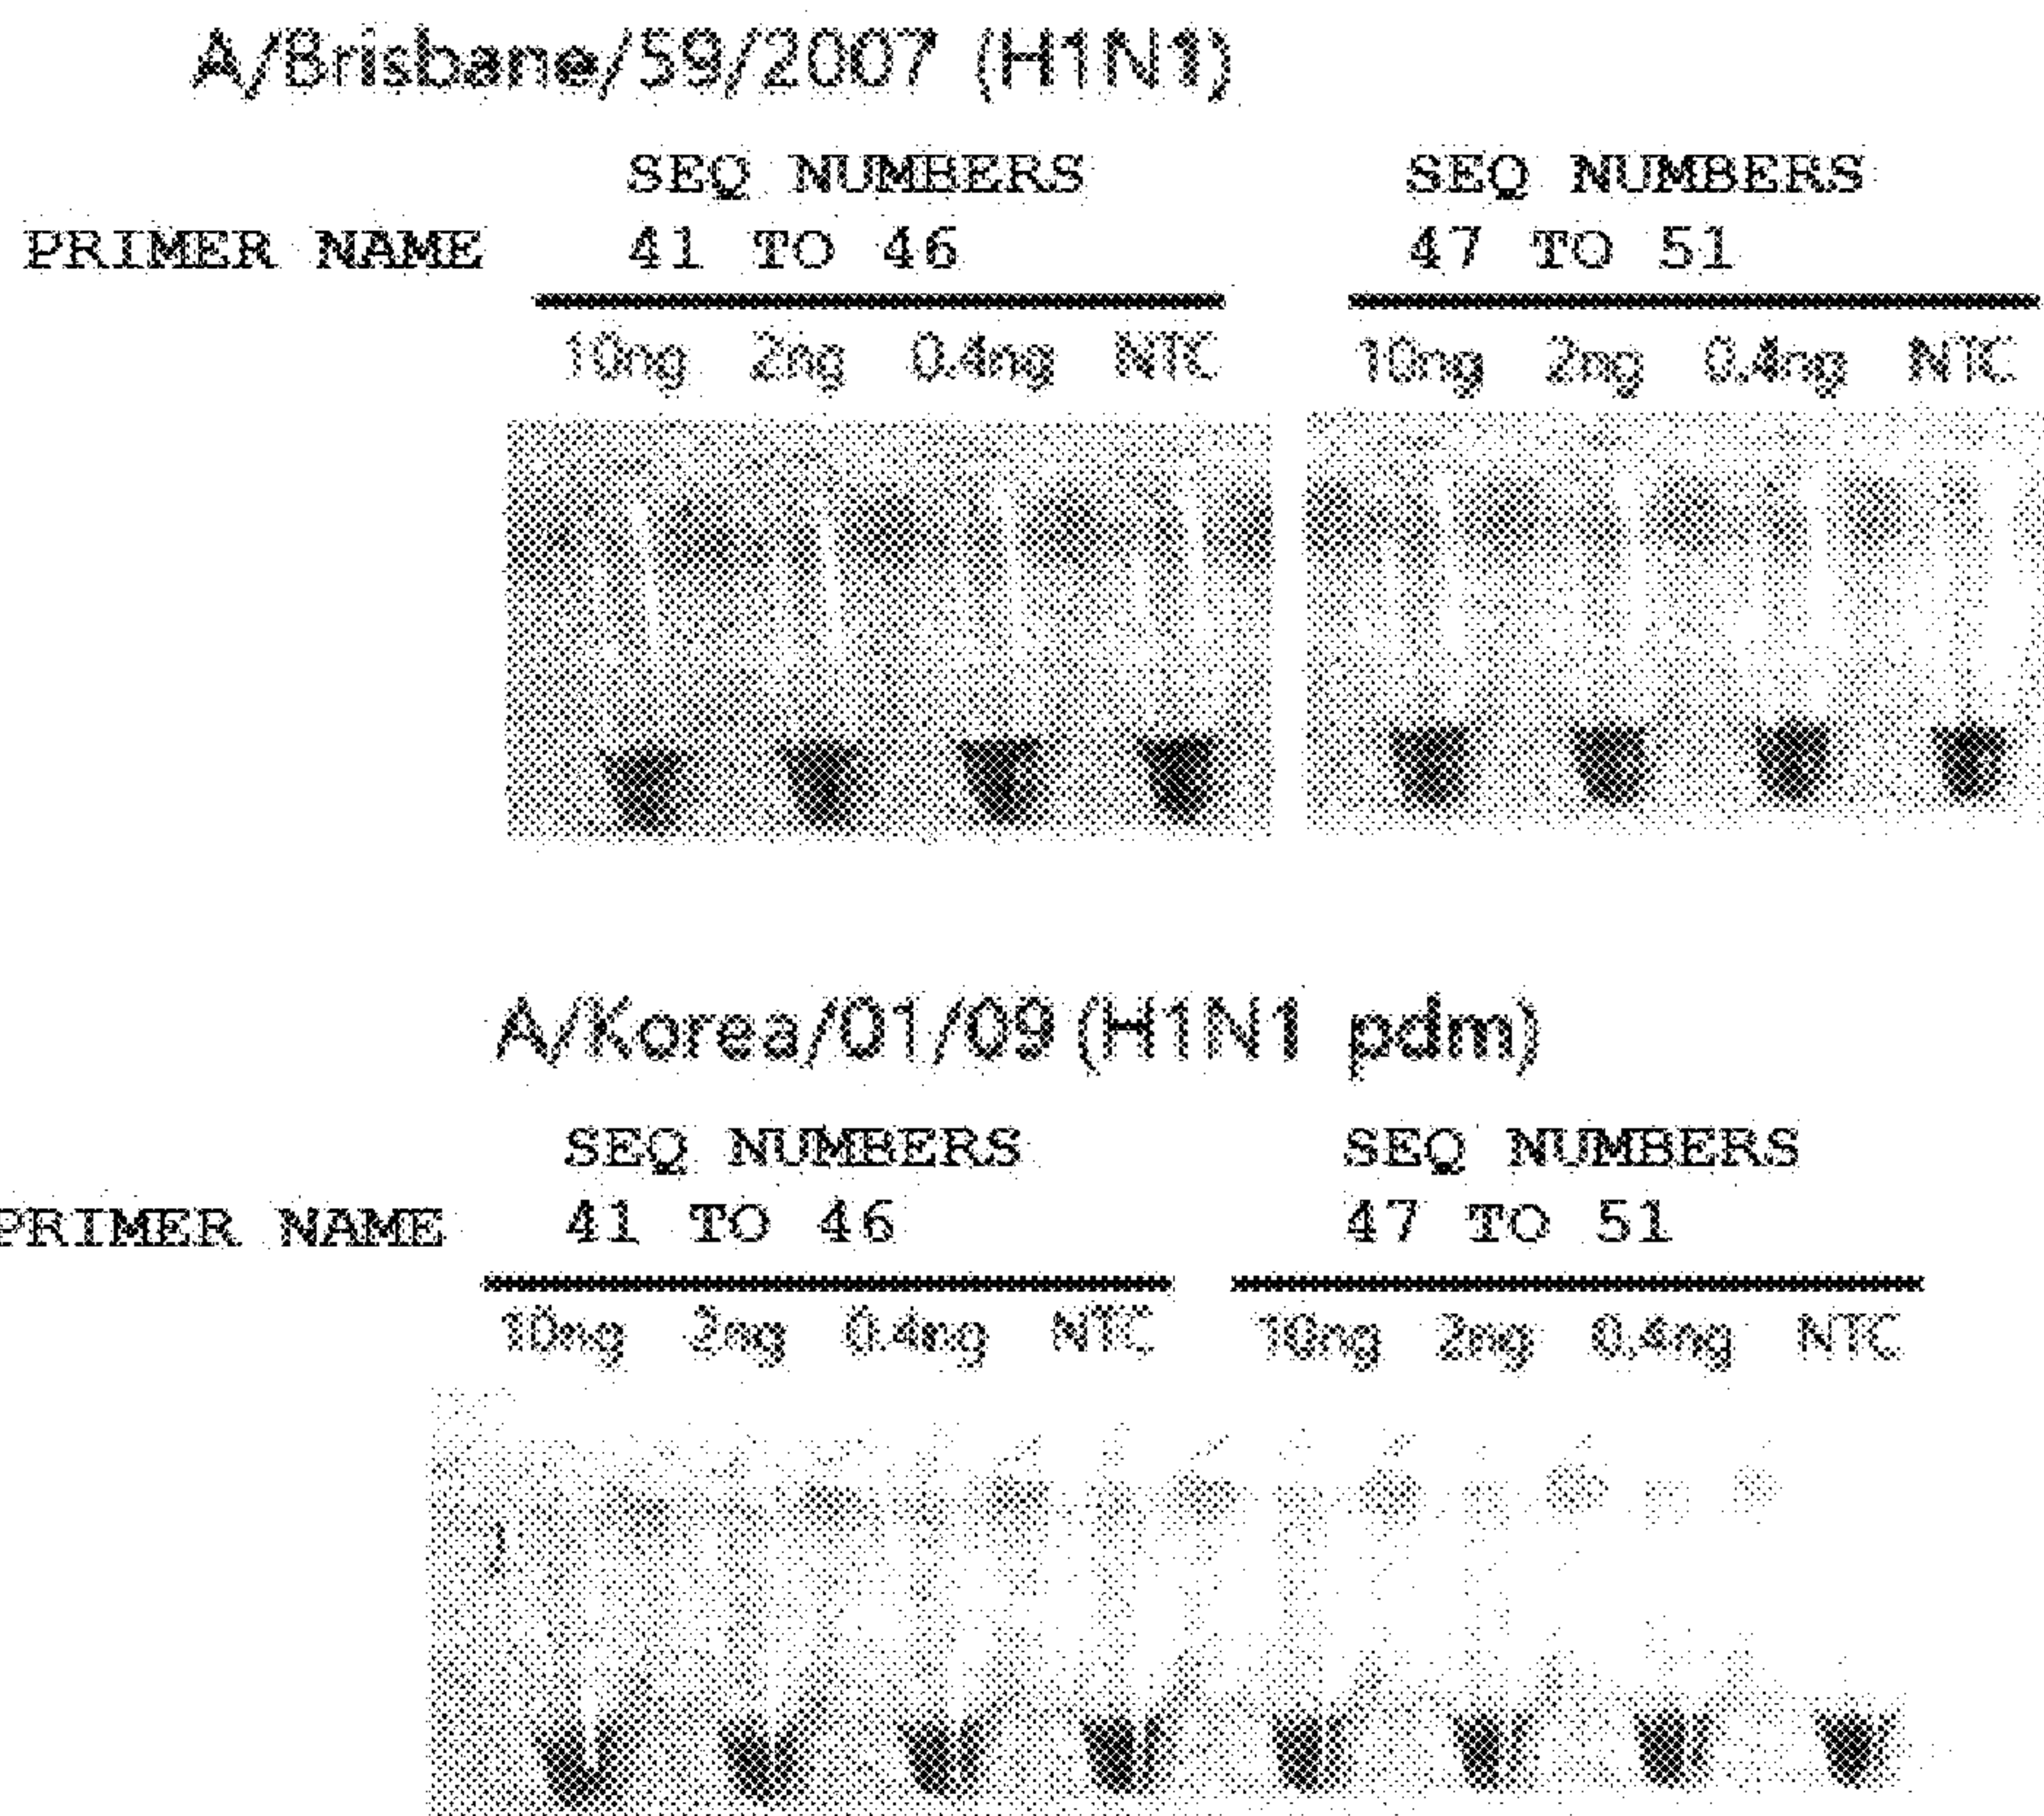 A/Brisbane/59/2007 (H1N1)
SEQ NUMBERS SEQ NUMBERS
PRIMER NAME 41 TO 46 47 TO 51
10ng 2ng 0.4ng NTC 10ng 2ng 0.4ng NTC
A/Korea/01/09 (H1N1 pdm)
SEQ NUMBERS SEQ NUMBERS
PRIMER NAME 41 TO 46 47 TO 51
10ng 2ng 0.4ng NTC 10ng 2ng 0.4ng NTC